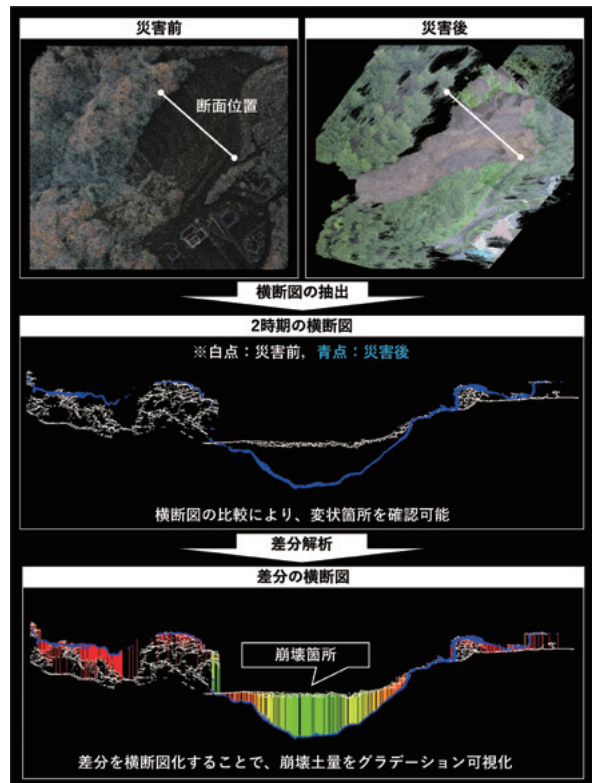 災害前
災害後
断面位置
横断図の抽出
2時期の横断図
※白点：災害前，青点：災害後
横断図の比較により、変状箇所を確認可能
差分解析
差分の横断図
崩壊箇所
差分を横断図化することで、崩壊土量をグラデーション可視化